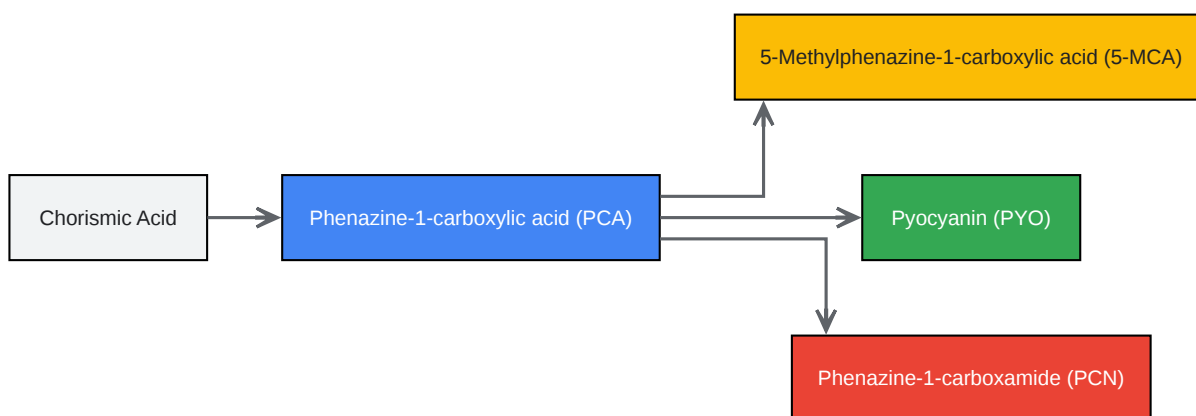 5-Methylphenazine-1-carboxylic acid (5-MCA)
Chorismic Acid
Phenazine-1-carboxylic acid (PCA)
Pyocyanin (PYO)
Phenazine-1-carboxamide (PCN)